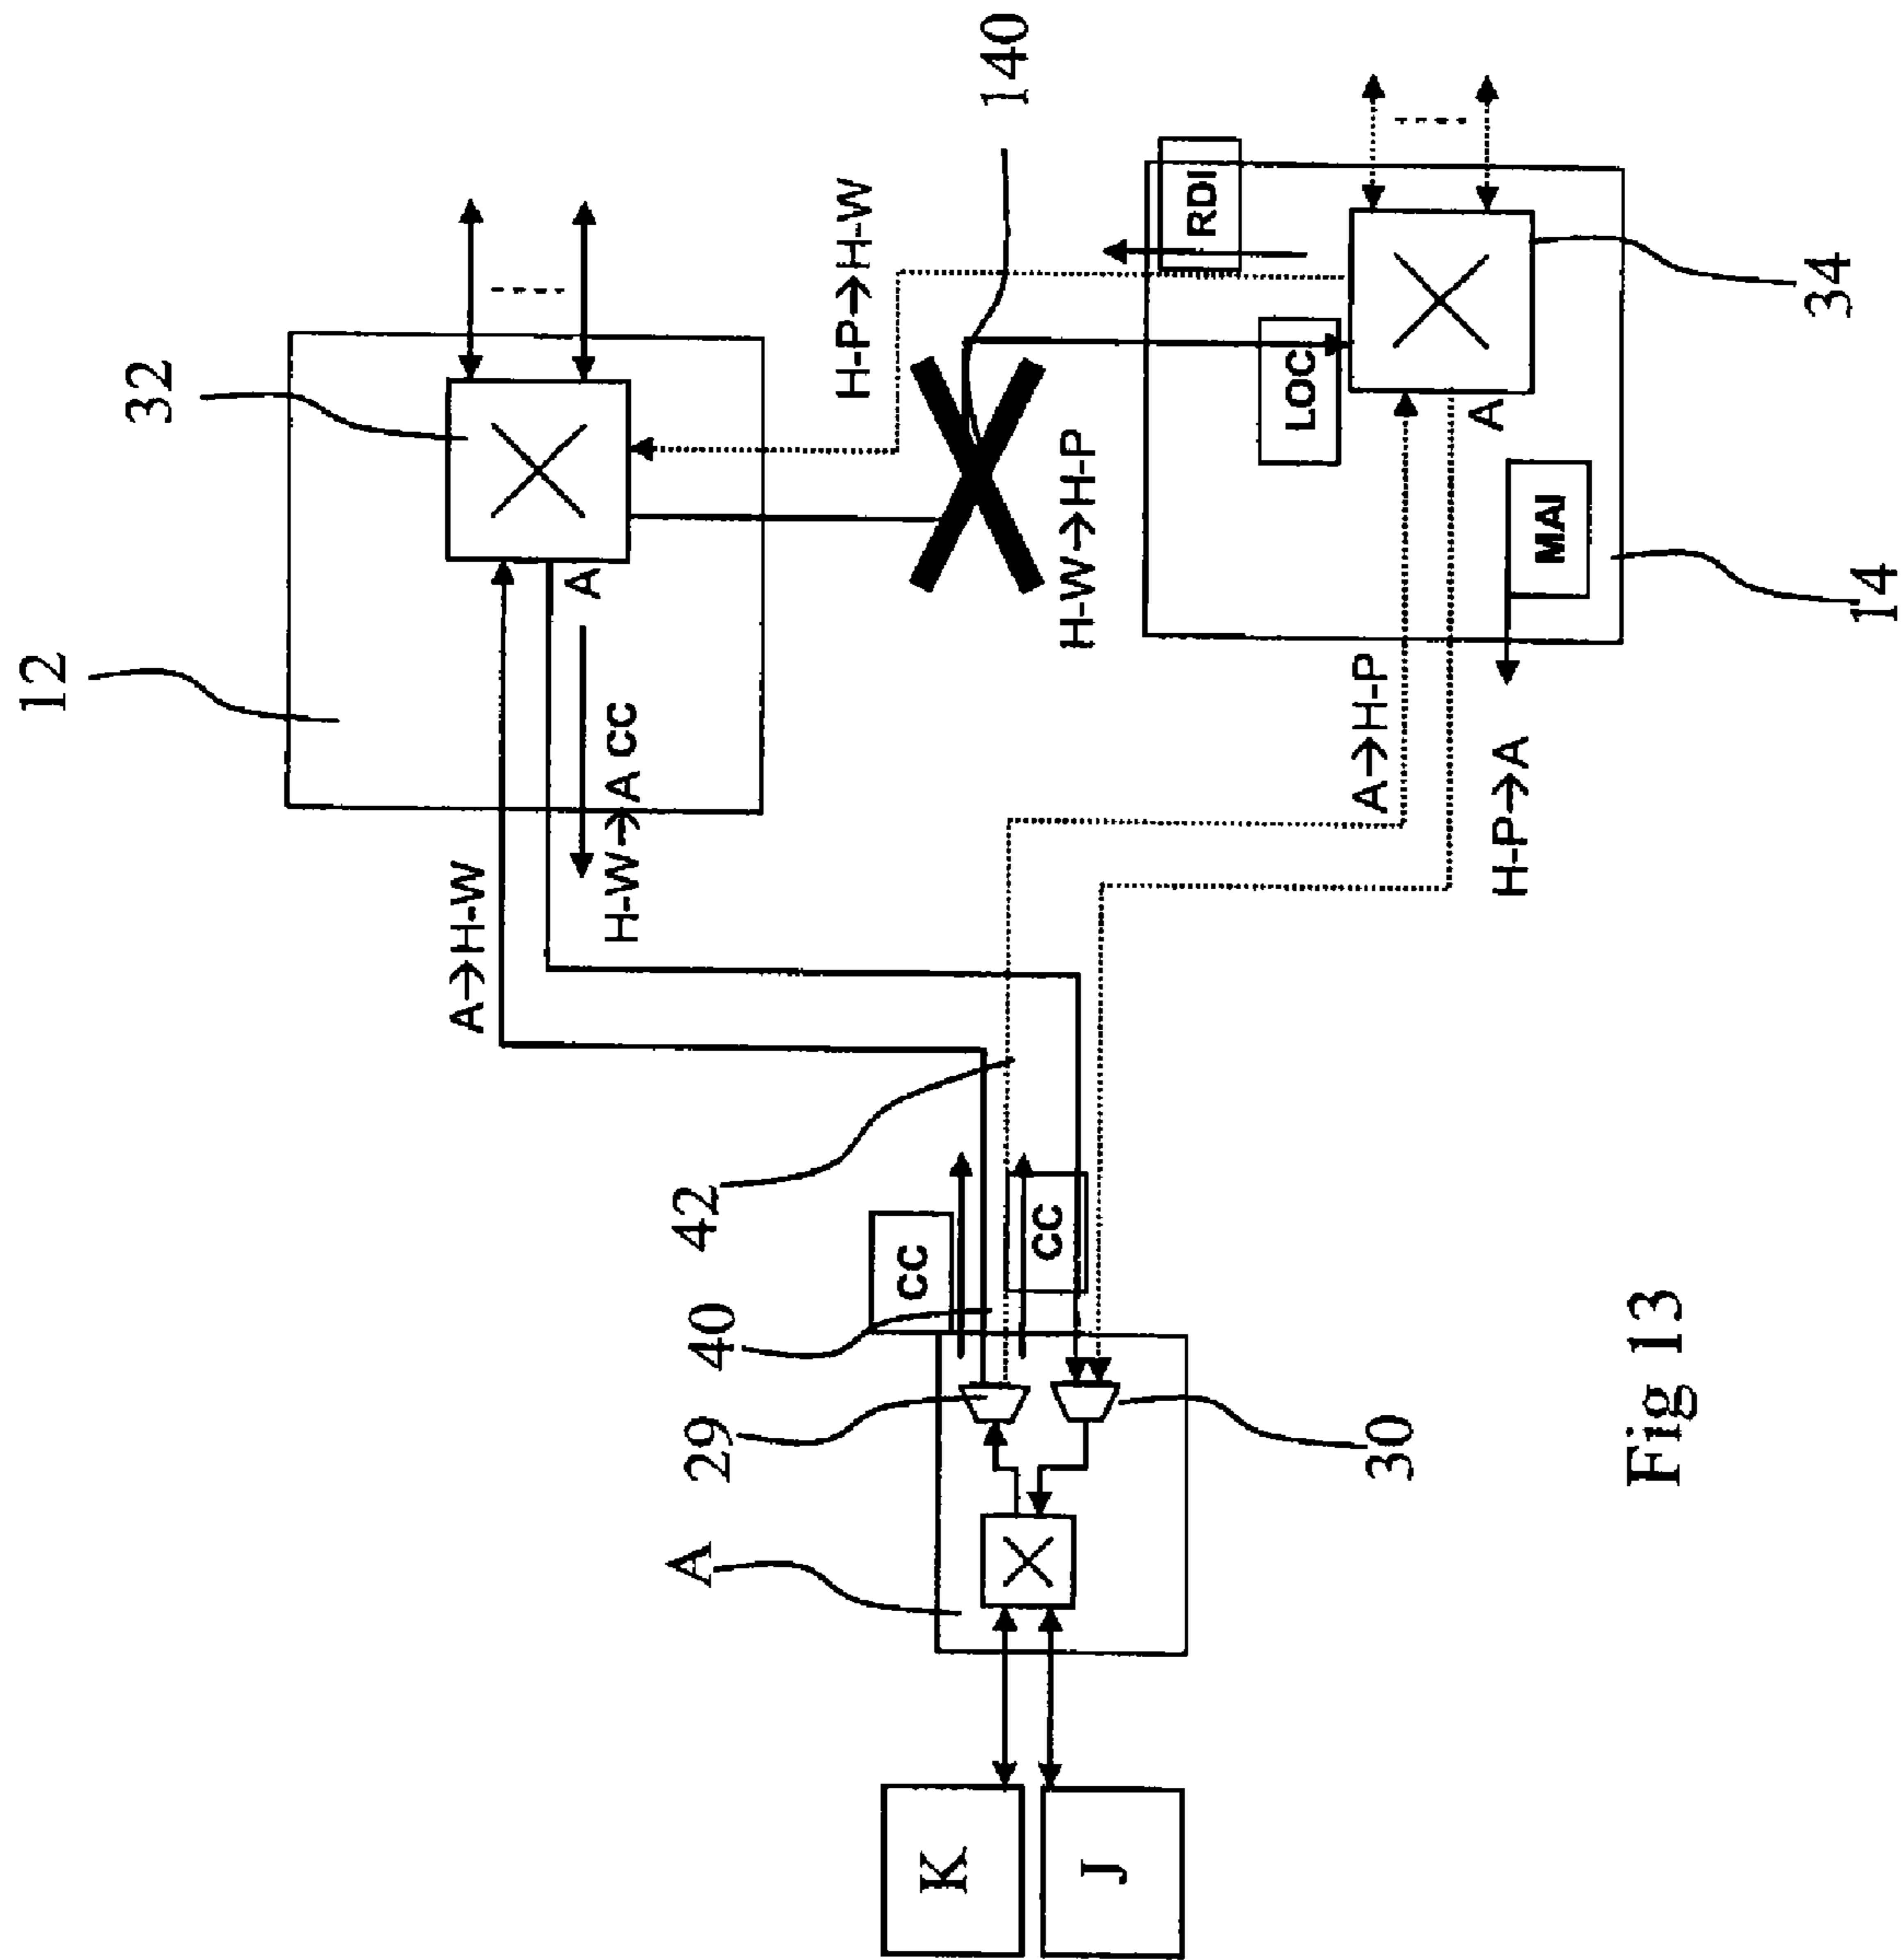 12
32
A→H-W
A
H-W→A CC
H-P→H-W
140
H-W→H-P
RDI
LOC
A
MAI
34
14
A→H-P
H-P→A
42
40
29
CC
CC
A
30
K
J
Fig 13